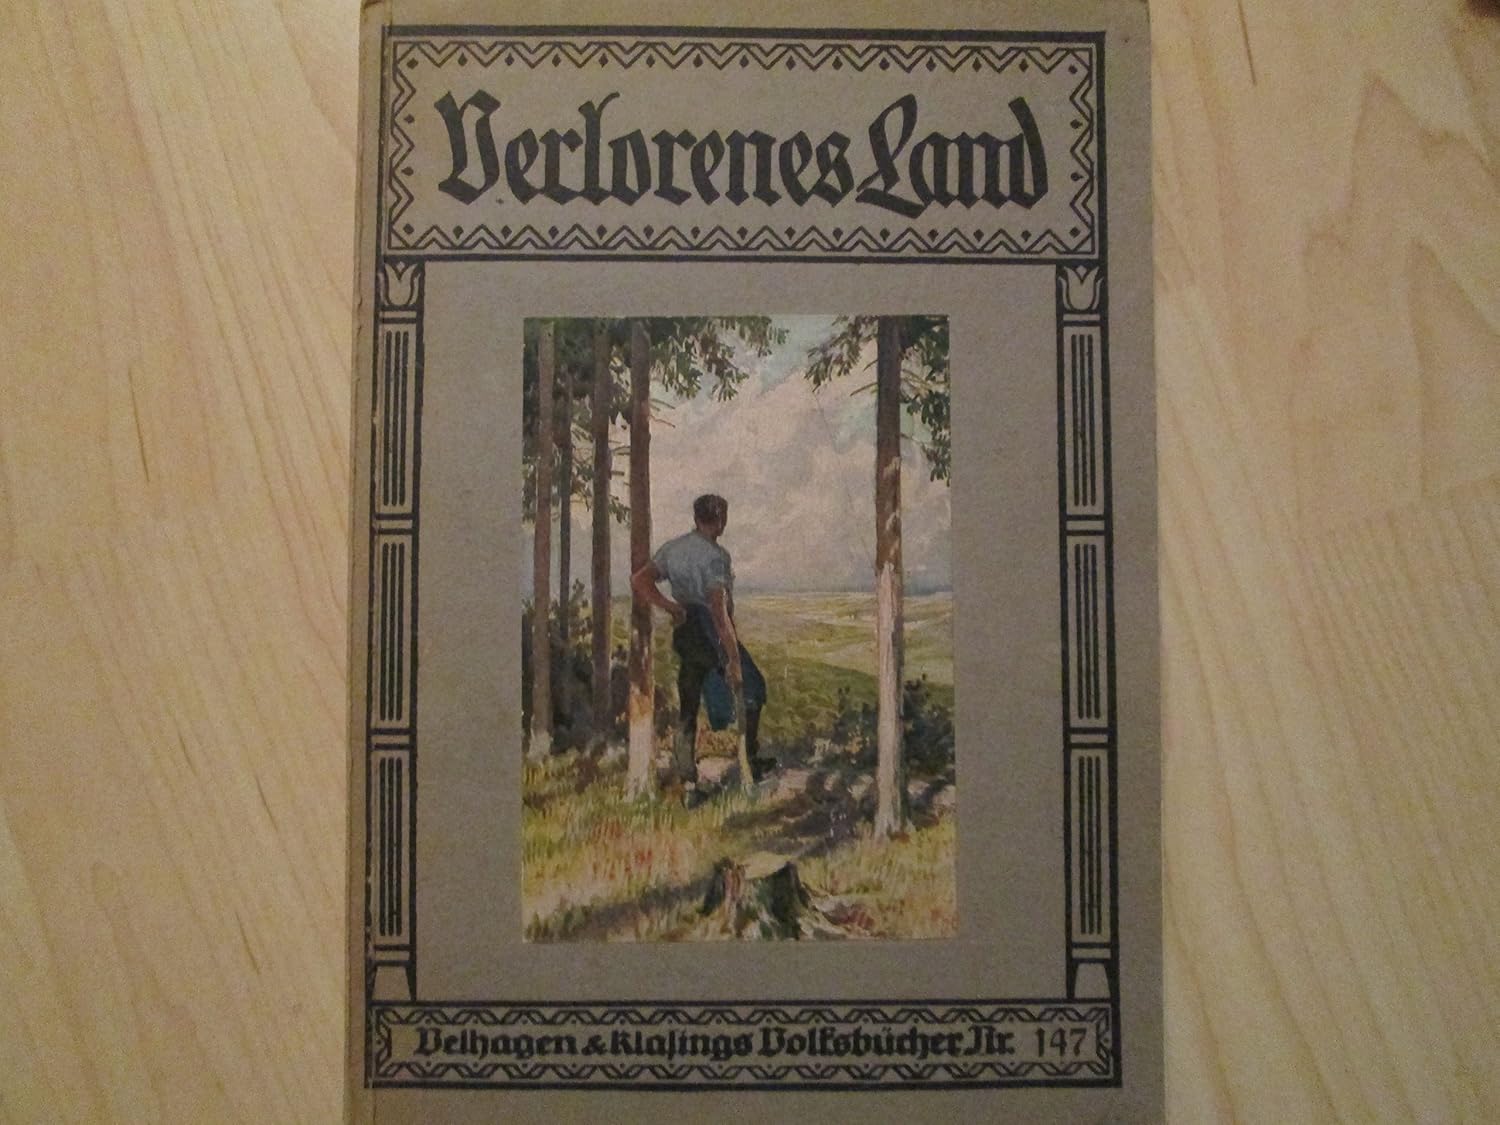 Verlorenes Land
Velhagen & Klasings Volksbücher Nr. 147